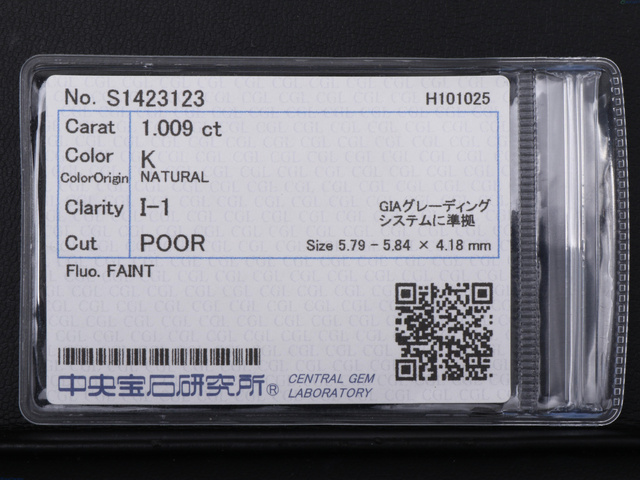 No. S1423123
H101025
Carat 1.009 ct
Color K
ColorOrigin NATURAL
Clarity I-1
GIAグレーディング
システムに準拠
Cut POOR
Size 5.79 - 5.84 × 4.18 mm
Fluo. FAINT
中央宝石研究所® CENTRAL GEM
LABORATORY